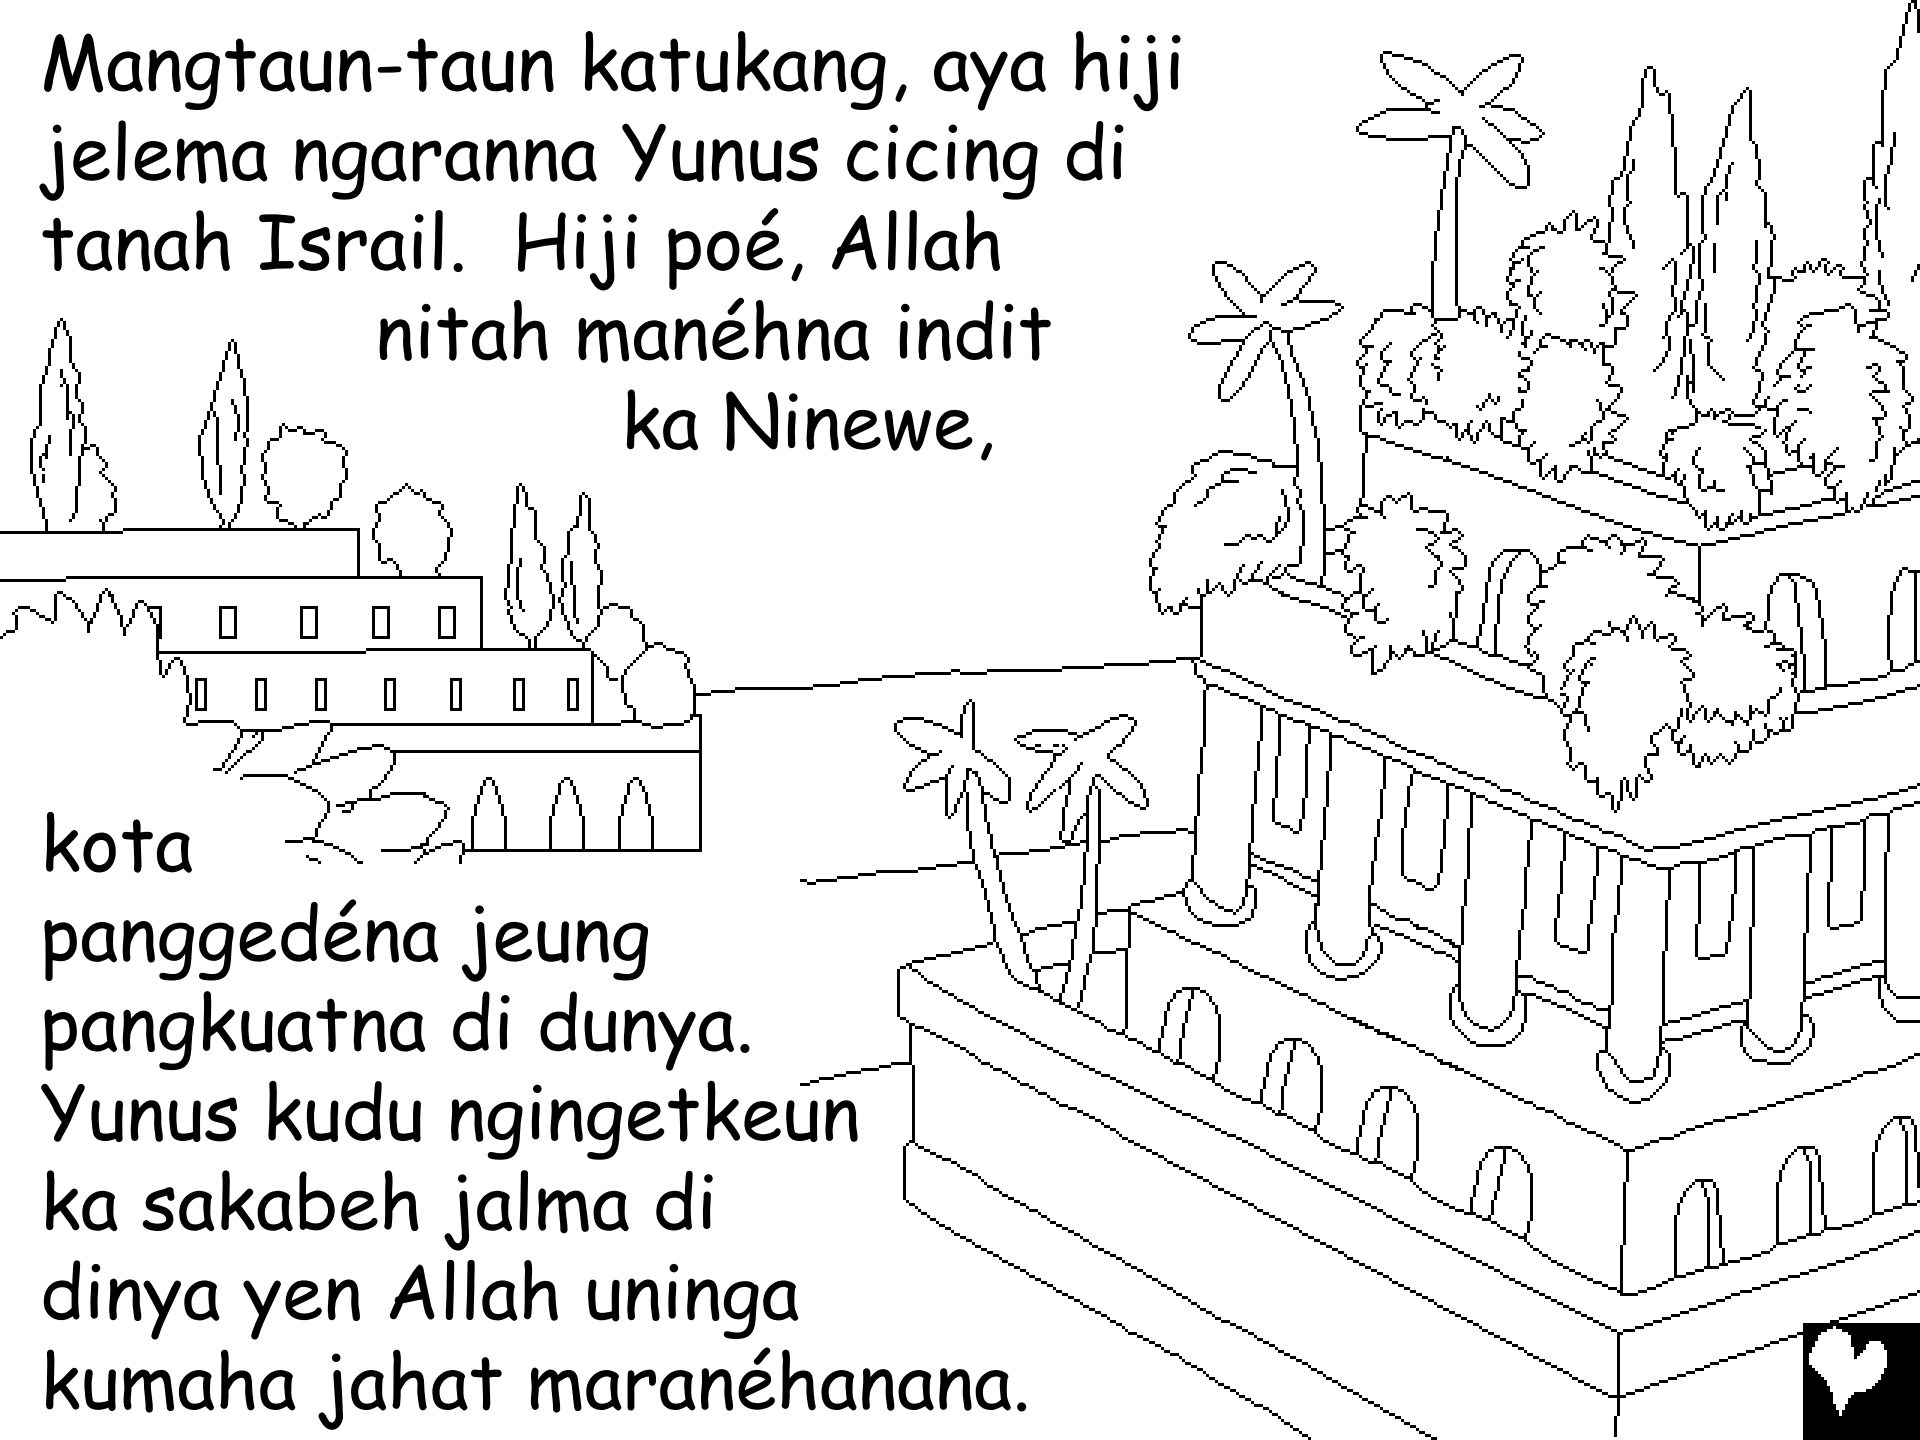 Mangtaun-taun katukang, aya hiji
jelema ngaranna Yunus cicing di
tanah Israil. Hiji poé, Allah
nitah manéhna indit
ka Ninewe,
kota
panggedéna jeung
pangkuatna di dunya.
Yunus kudu ngingetkeun
ka sakabeh jalma di
dinya yen Allah uninga
kumaha jahat maranéhanana.